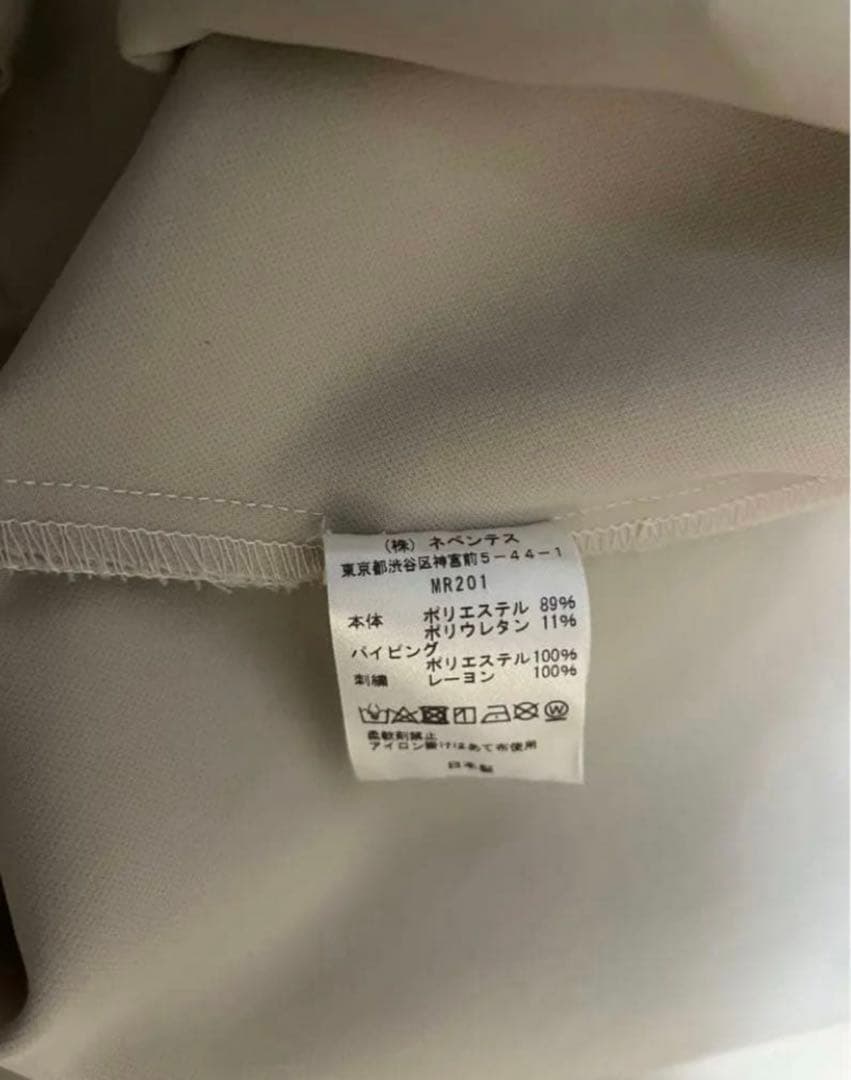 (株) ネペンテス
東京都渋谷区神宮前5-44-1
MR201
本体 ポリエステル 89%
ポリウレタン 11%
パイピング
ポリエステル100%
刺繍 レーヨン 100%
柔軟剤禁止
アイロン掛けはあて布使用
日本製